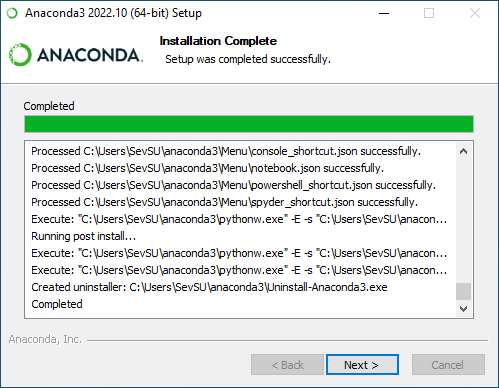 Anaconda3 2022.10 (64-bit) Setup
ANACONDA.
Installation Complete
Setup was completed successfully.
Completed
Processed C:\Users\SevSU\anaconda3\Menu\console_shortcut.json successfully.
Processed C:\Users\SevSU\anaconda3\Menu\notebook.json successfully.
Processed C:\Users\SevSU\anaconda3\Menu\powershell_shortcut.json successfully.
Processed C:\Users\SevSU\anaconda3\Menu\spyder_shortcut.json successfully.
Execute: "C:\Users\SevSU\anaconda3\pythonw.exe" -E -s "C:\Users\SevSU\anacon...
Running post install...
Execute: "C:\Users\SevSU\anaconda3\pythonw.exe" -E -s "C:\Users\SevSU\anacon...
Execute: "C:\Users\SevSU\anaconda3\pythonw.exe" -E -s "C:\Users\SevSU\anacon...
Created uninstaller: C:\Users\SevSU\anaconda3\Uninstall-Anaconda3.exe
Completed
Anaconda, Inc.
< Back
Next >
Cancel